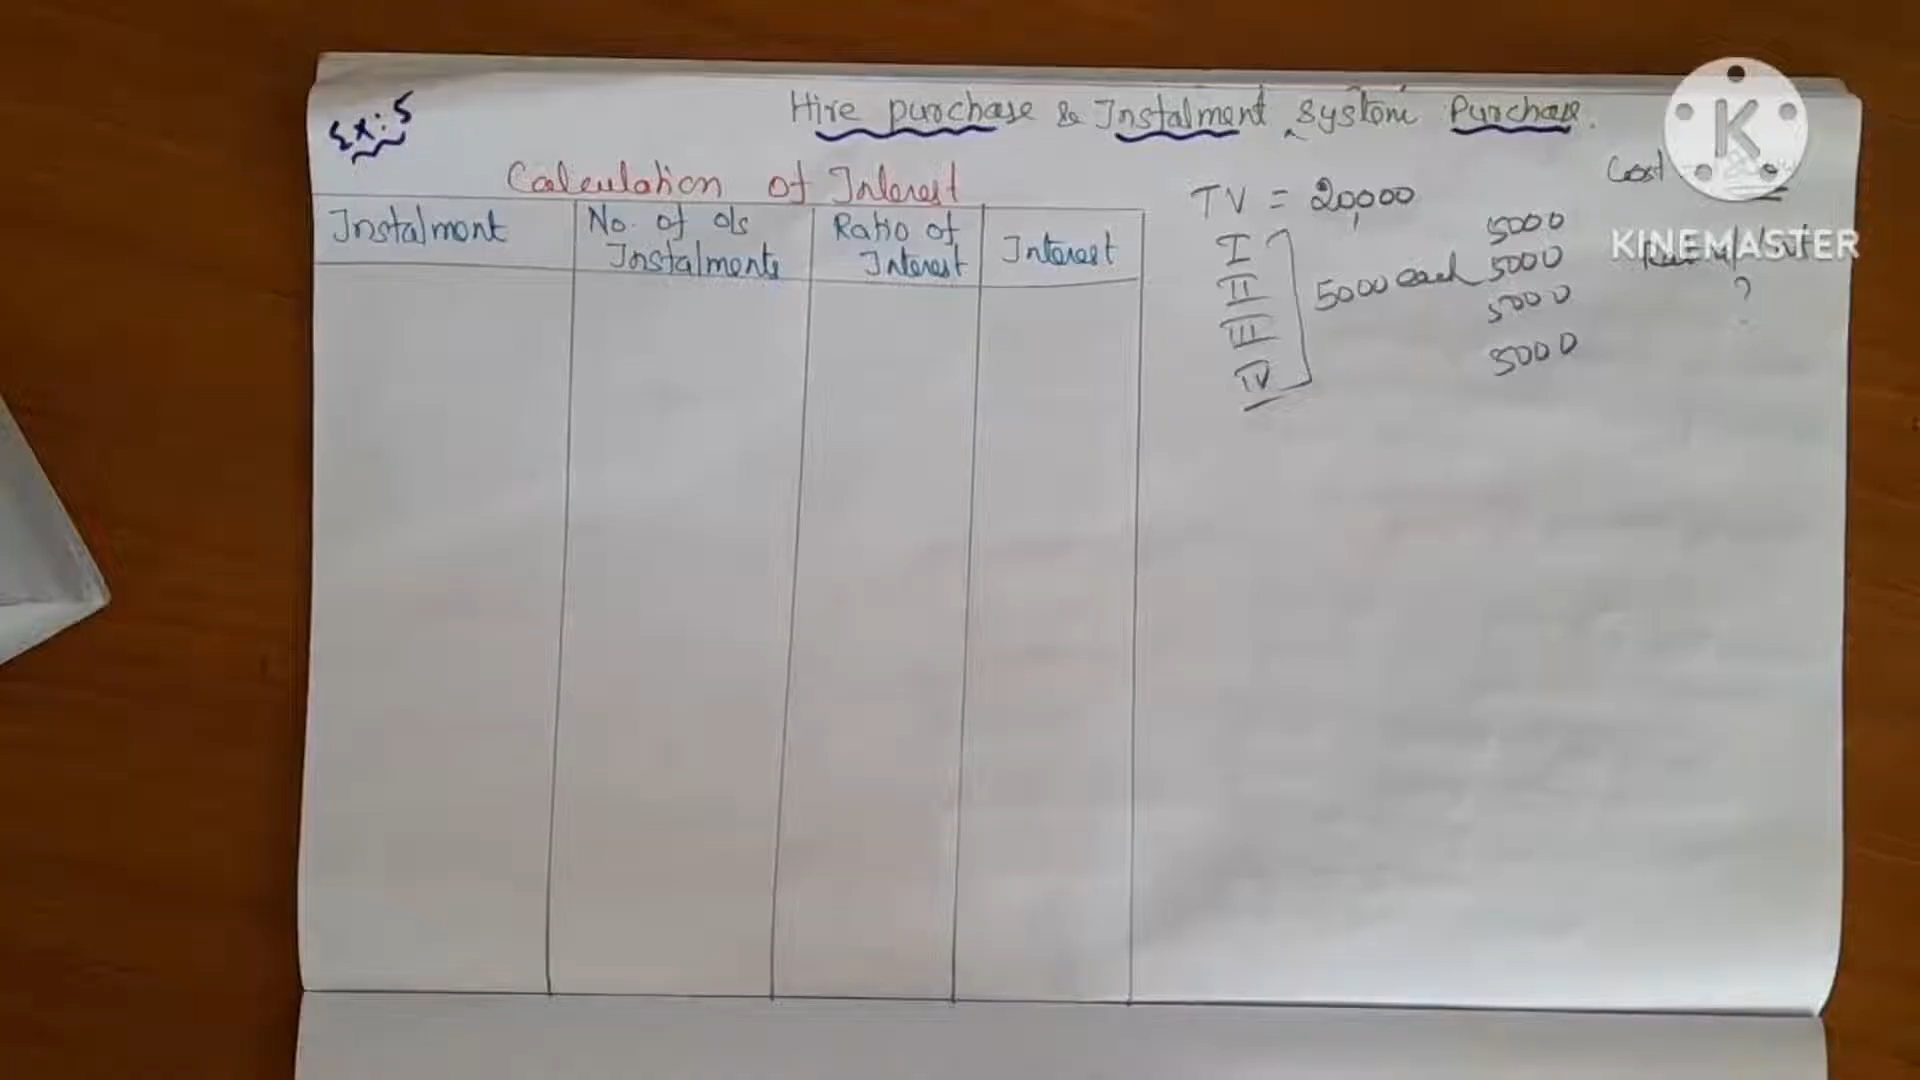 Ex: 5
Hire purchase & Instalment System Purchase.
Calculation of Interest
Instalment
No. of o/s
Instalments
Ratio of
Interest
Interest
TV = 20,000
I
II
III
IV
5000 each
5000
5000
5000
5000
Cost
?
K
KINEMASTER